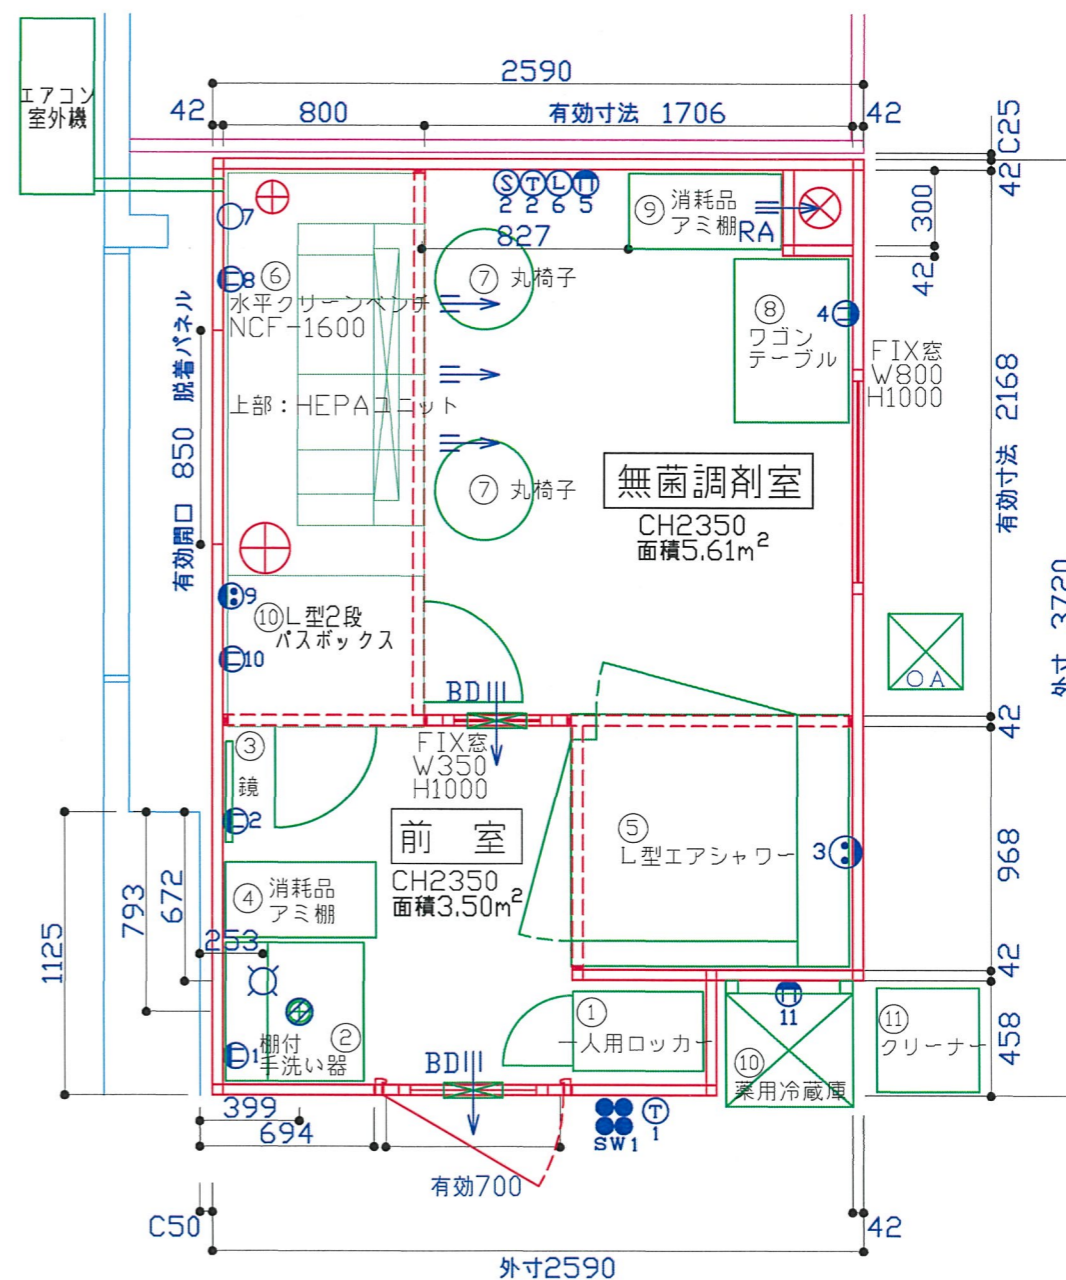 エアコン
室外機
2590
42
800
有効寸法 1706
42
C25
42
300
42
S
T
L
2
2
6
5
⑨
消耗品
アミ棚
RA
827
7
8
⑥
水平クリーンベンチ
NCF-1600
⑦ 丸椅子
⑧
ワゴン
テーブル
4
FIX窓
W800
H1000
有効開口 850 脱着パネル
上部：HEPAユニット
⑦ 丸椅子
無菌調剤室
CH2350
面積5.61m²
有効寸法 2168
外寸 3720
9
⑩L型2段
パスボックス
10
OA
BD
42
FIX窓
W350
H1000
③
鏡
2
前 室
CH2350
面積3.50m²
⑤
L型エアシャワー
3
968
④ 消耗品
アミ棚
1125
793
672
253
42
1
棚付
手洗い器
②
①
一人用ロッカー
11
⑩
薬用冷蔵庫
⑪
クリーナー
458
BD
399
694
SW1
T
1
有効700
C50
42
外寸2590